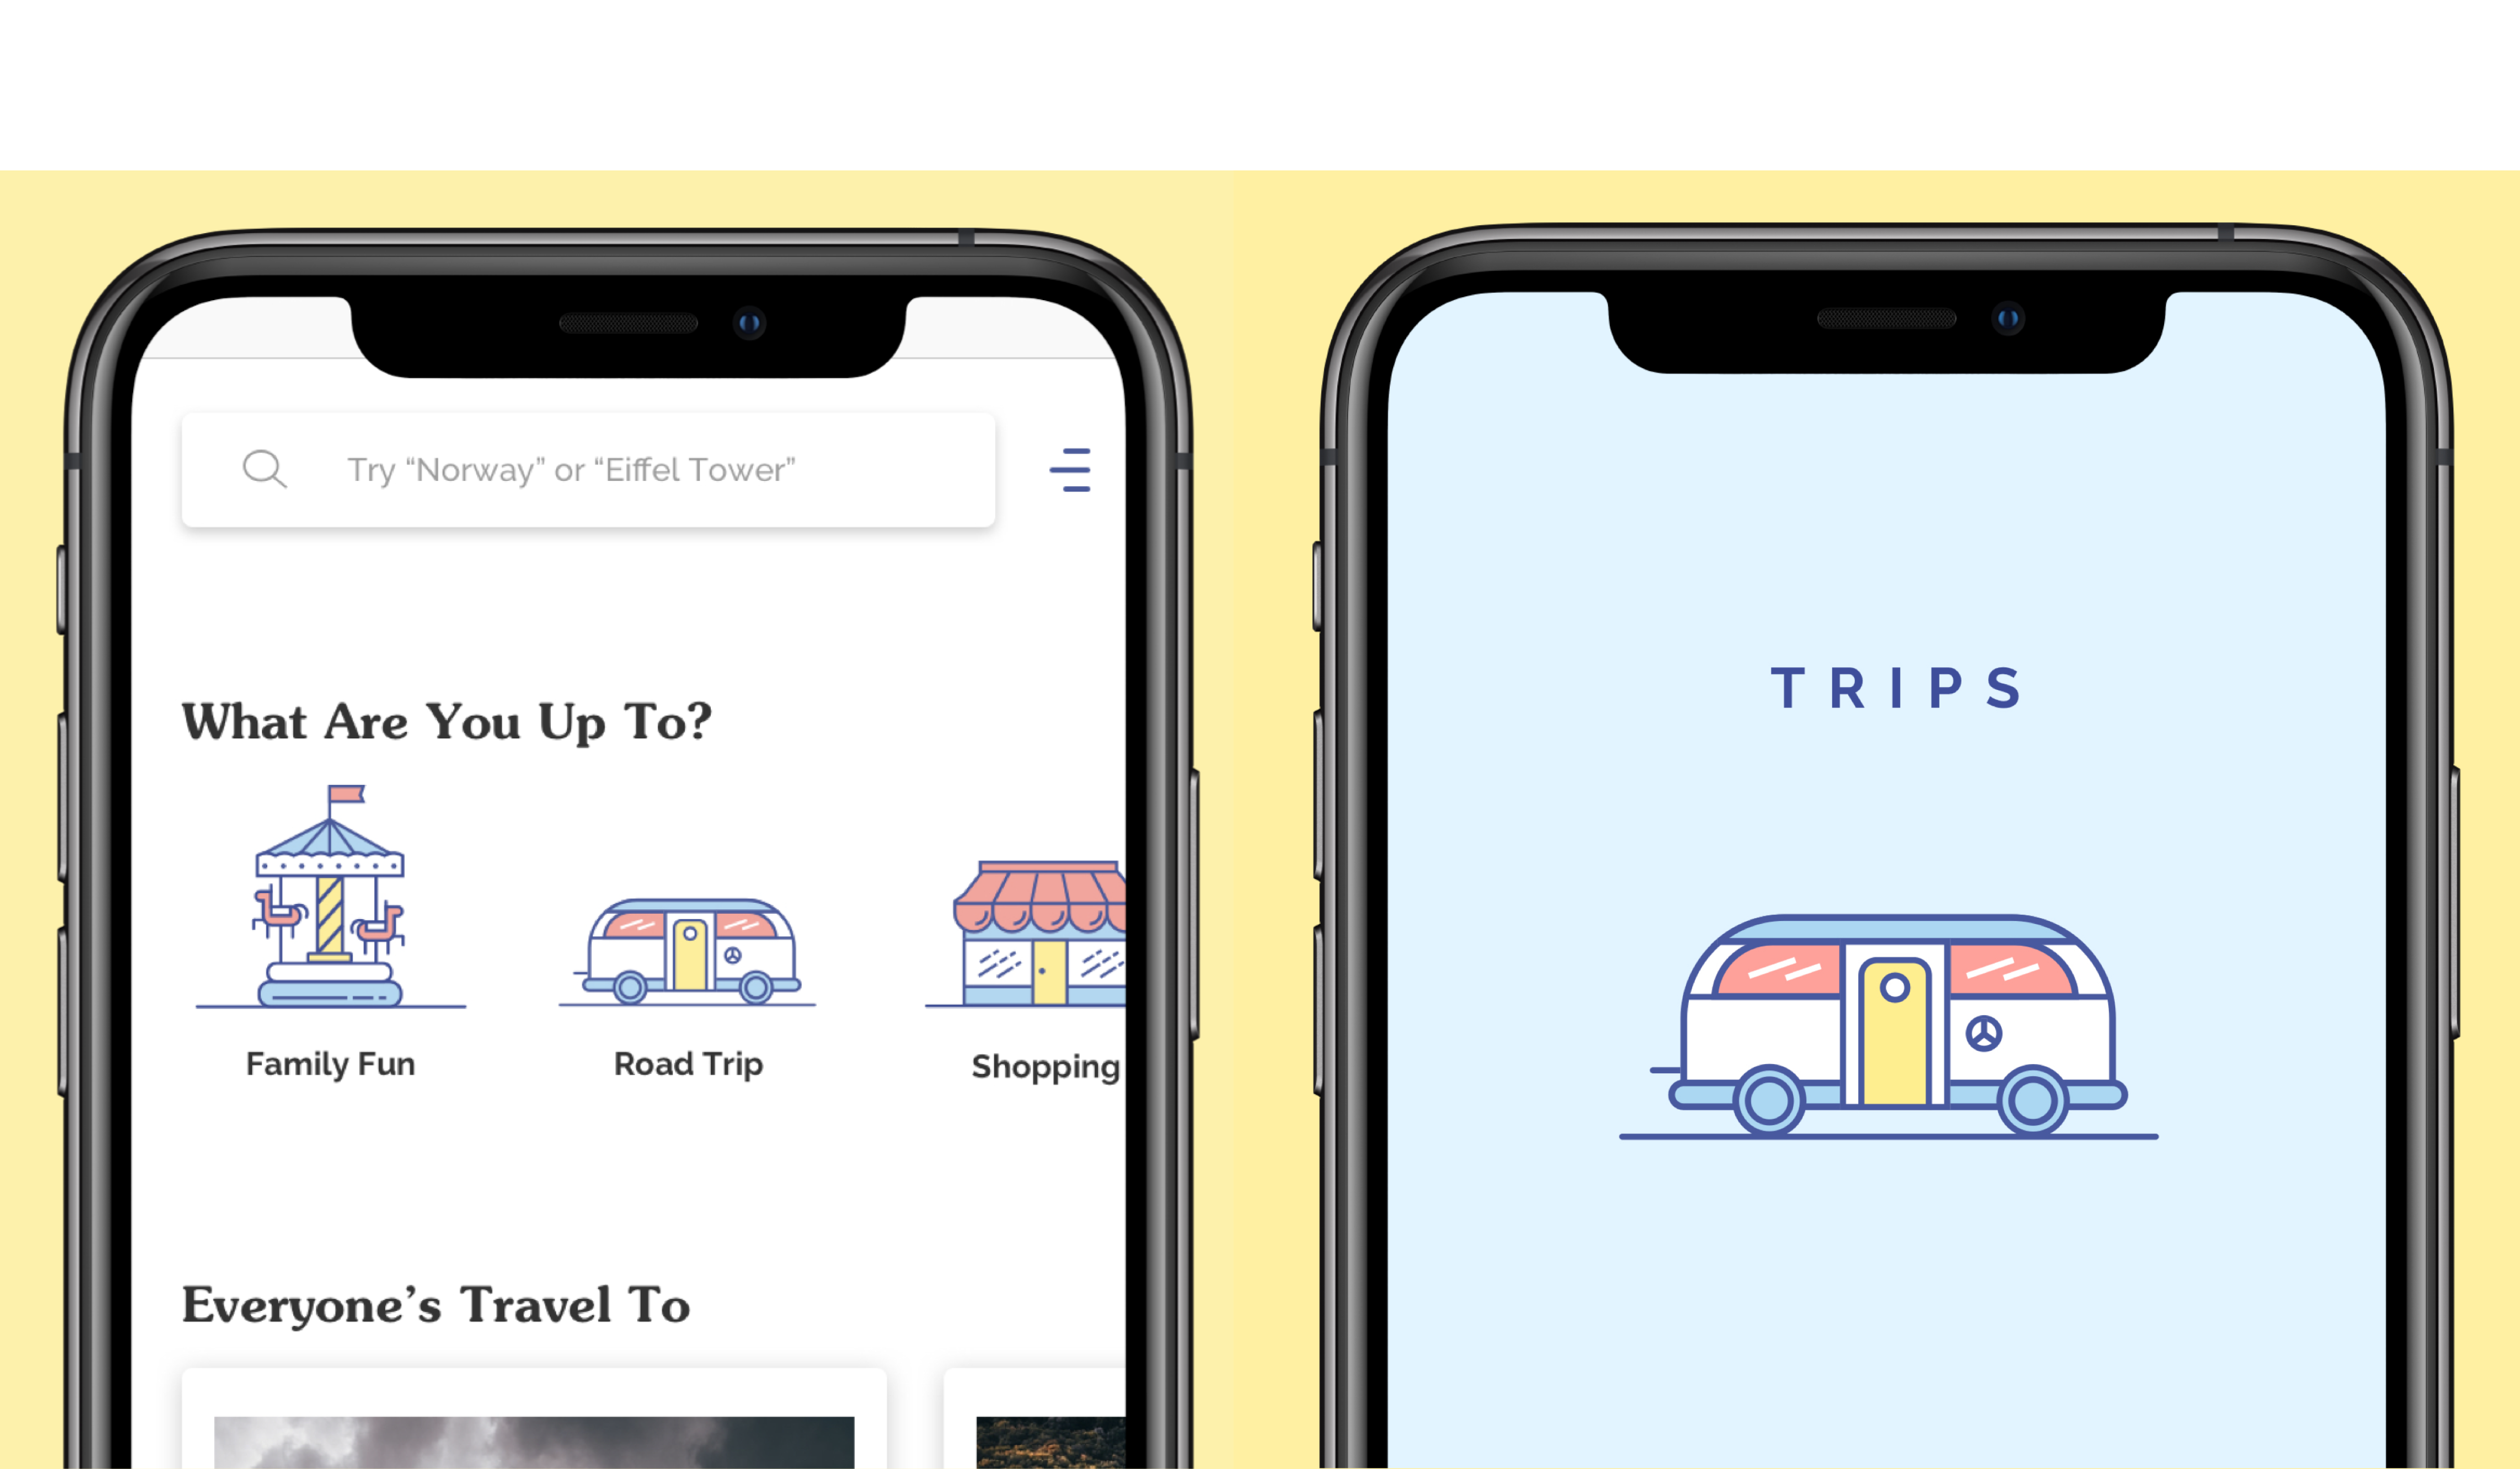 Try “Norway” or “Eiffel Tower”
What Are You Up To?
Family Fun
Road Trip
Shopping
Everyone’s Travel To
TRIPS